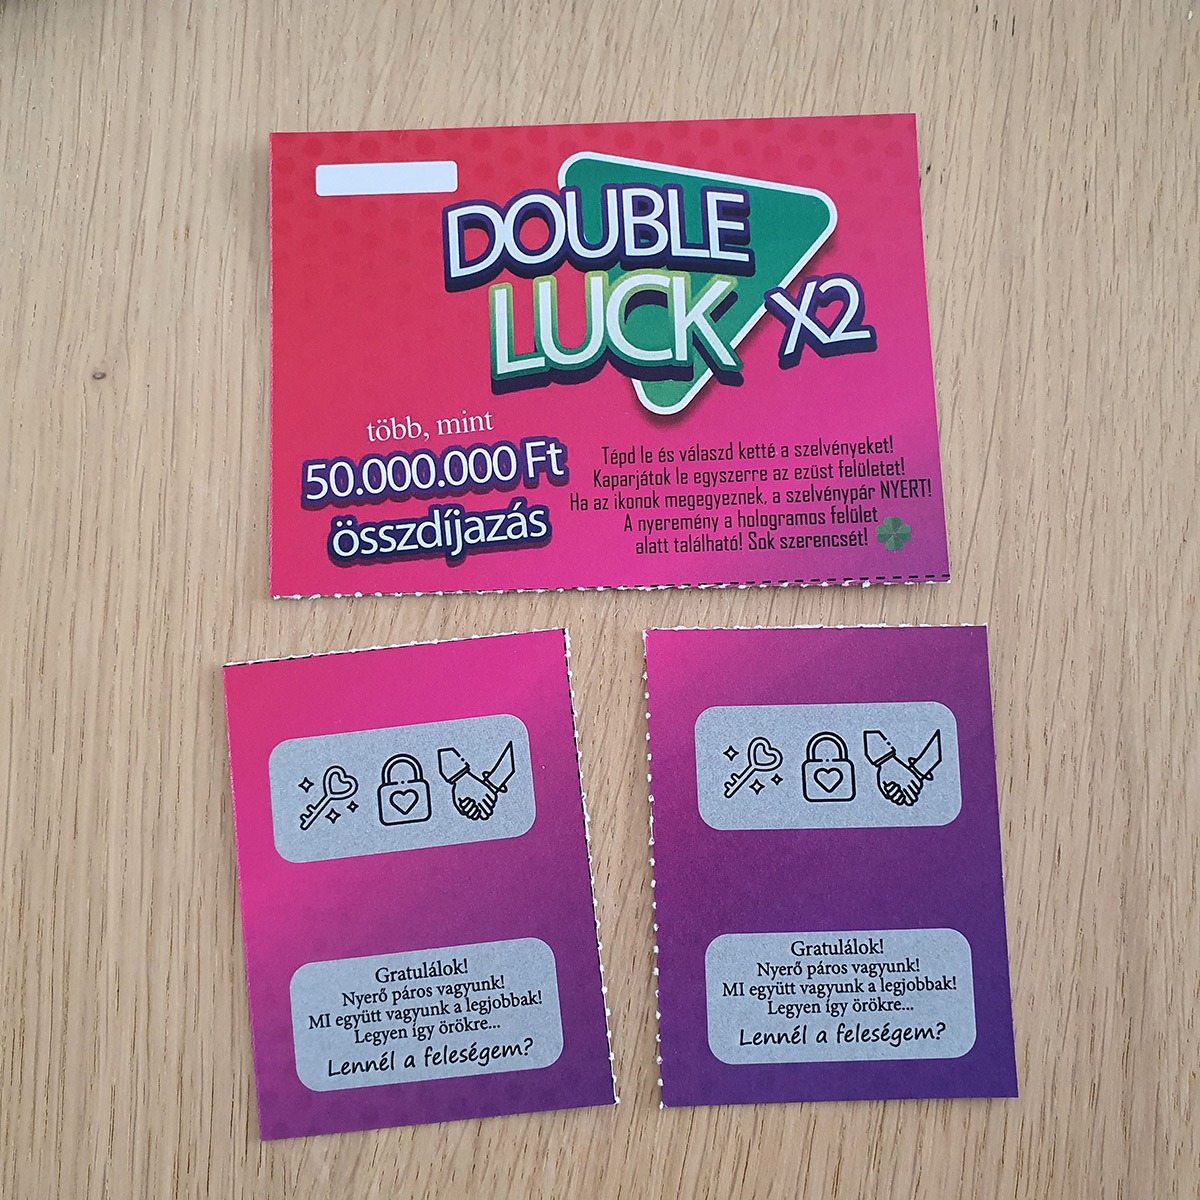 DOUBLE
LUCK X2
több, mint
50.000.000 Ft
összdíjazás
Tépd le és válaszd ketté a szelvényeket!
Kaparjátok le egyszerre az ezüst felületet!
Ha az ikonok megegyeznek, a szelvénypár NYERT!
A nyeremény a hologramos felület
alatt található! Sok szerencsét!
Gratulálok!
Nyerő páros vagyunk!
MI együtt vagyunk a legjobbak!
Legyen így örökre...
Lennél a feleségem?
Gratulálok!
Nyerő páros vagyunk!
MI együtt vagyunk a legjobbak!
Legyen így örökre...
Lennél a feleségem?